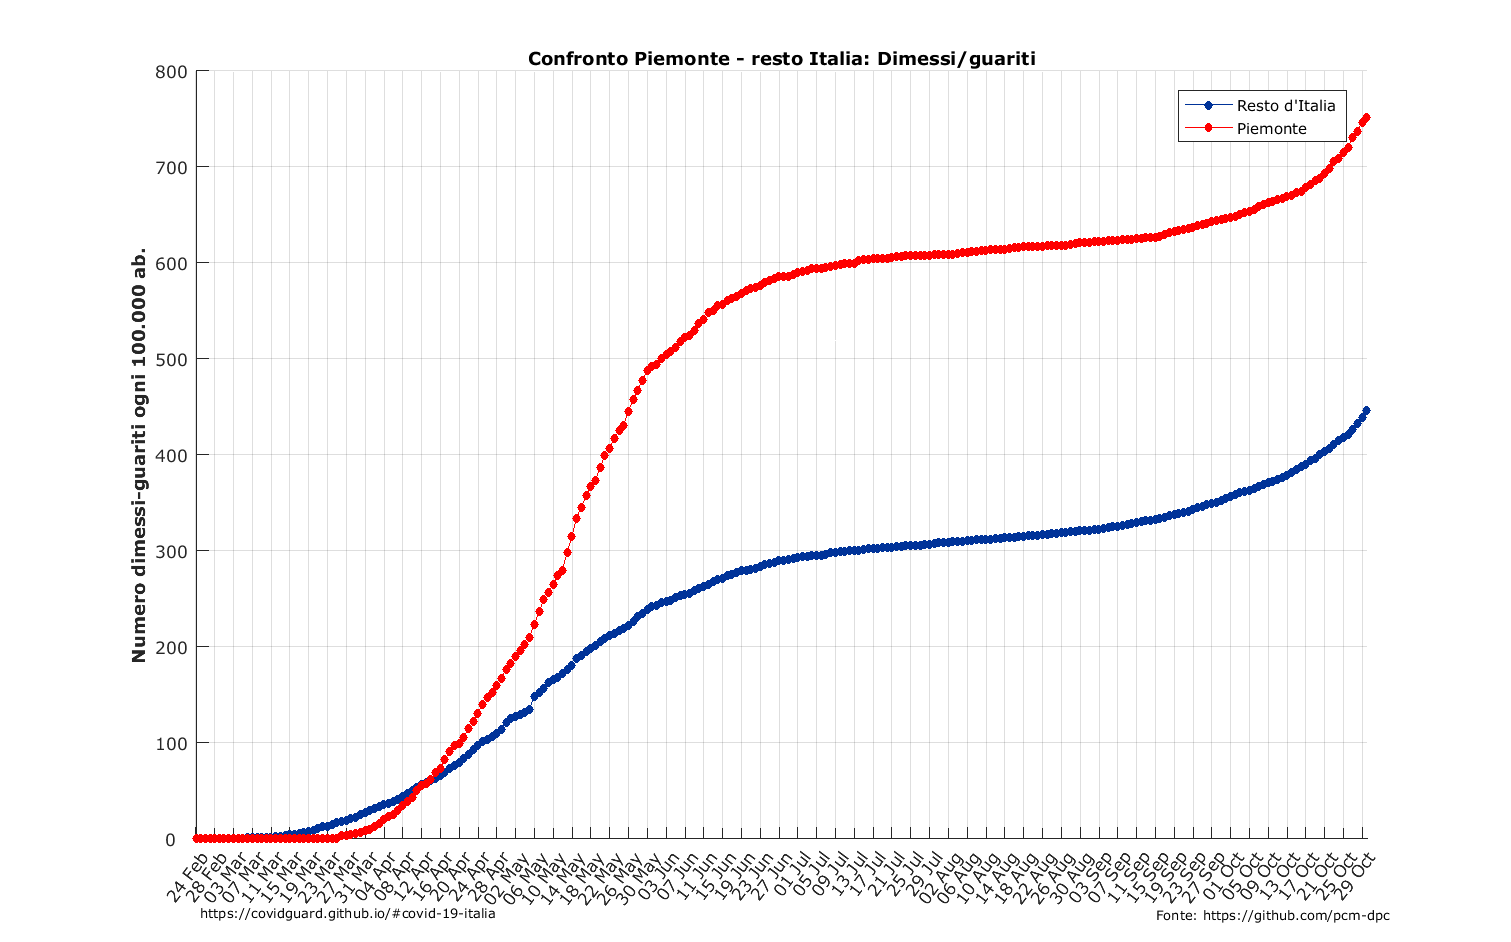 Confronto Piemonte - resto Italia: Dimessi/guariti
Resto d'Italia
Piemonte
Numero dimessi-guariti ogni 100.000 ab.
800
700
600
500
400
300
200
100
0
24 Feb
28 Feb
03 Mar
07 Mar
11 Mar
15 Mar
19 Mar
23 Mar
27 Mar
31 Mar
04 Apr
08 Apr
12 Apr
16 Apr
20 Apr
24 Apr
28 Apr
02 May
06 May
10 May
14 May
18 May
22 May
26 May
30 May
03 Jun
07 Jun
11 Jun
15 Jun
19 Jun
23 Jun
27 Jun
01 Jul
05 Jul
09 Jul
13 Jul
17 Jul
21 Jul
25 Jul
29 Jul
02 Aug
06 Aug
10 Aug
14 Aug
18 Aug
22 Aug
26 Aug
30 Aug
03 Sep
07 Sep
11 Sep
15 Sep
19 Sep
23 Sep
27 Sep
01 Oct
05 Oct
09 Oct
13 Oct
17 Oct
21 Oct
25 Oct
29 Oct
https://covidguard.github.io/#covid-19-italia
Fonte: https://github.com/pcm-dpc